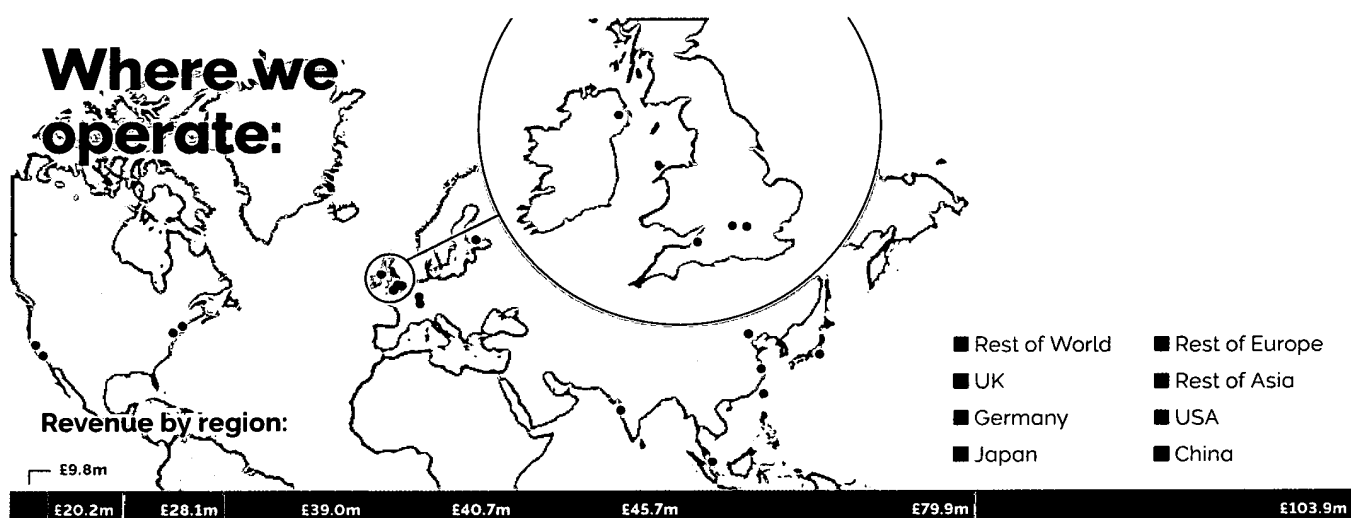 Where we
operate:
Rest of World
Rest of Europe
UK
Rest of Asia
Germany
USA
Japan
China
Revenue by region:
£9.8m
£20.2m £28.1m £39.0m £40.7m £45.7m £79.9m £103.9m